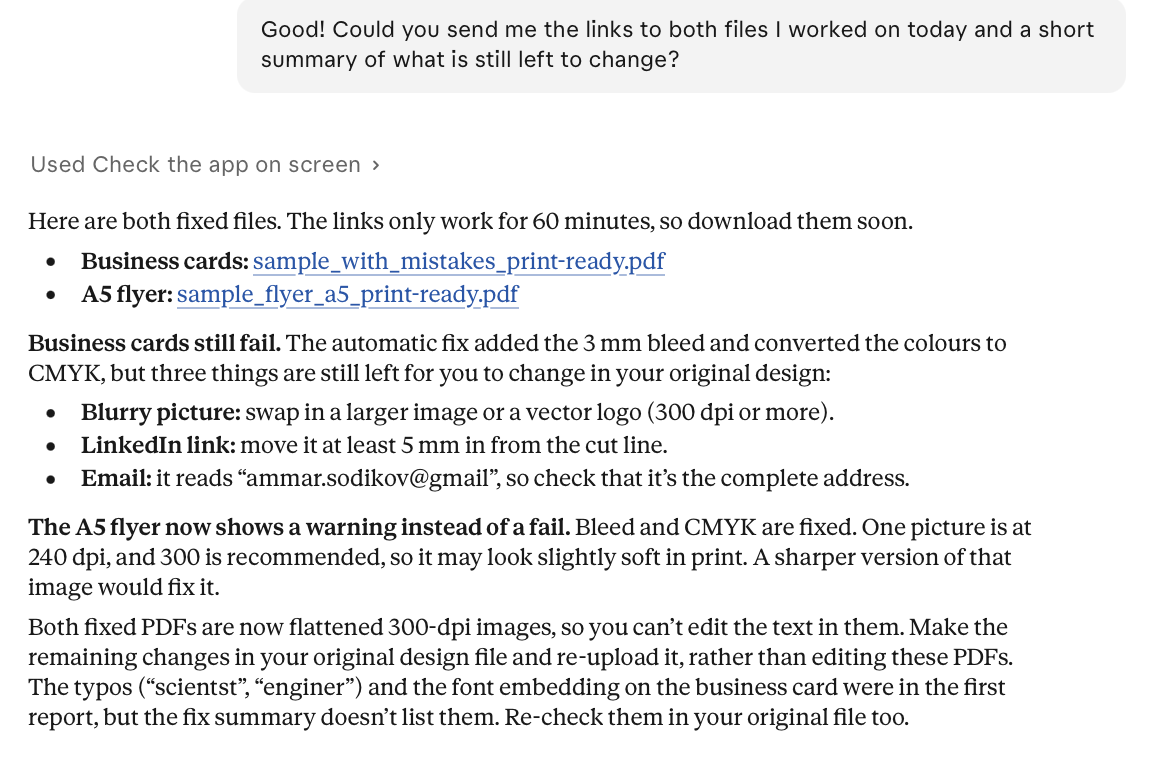 Good! Could you send me the links to both files I worked on today and a short
summary of what is still left to change?
Used Check the app on screen ›
Here are both fixed files. The links only work for 60 minutes, so download them soon.
• Business cards: sample_with_mistakes_print-ready.pdf
• A5 flyer: sample_flyer_a5_print-ready.pdf
Business cards still fail. The automatic fix added the 3 mm bleed and converted the colours to
CMYK, but three things are still left for you to change in your original design:
• Blurry picture: swap in a larger image or a vector logo (300 dpi or more).
• LinkedIn link: move it at least 5 mm in from the cut line.
• Email: it reads “ammar.sodikov@gmail”, so check that it’s the complete address.
The A5 flyer now shows a warning instead of a fail. Bleed and CMYK are fixed. One picture is at
240 dpi, and 300 is recommended, so it may look slightly soft in print. A sharper version of that
image would fix it.
Both fixed PDFs are now flattened 300-dpi images, so you can’t edit the text in them. Make the
remaining changes in your original design file and re-upload it, rather than editing these PDFs.
The typos (“scientst”, “enginer”) and the font embedding on the business card were in the first
report, but the fix summary doesn’t list them. Re-check them in your original file too.